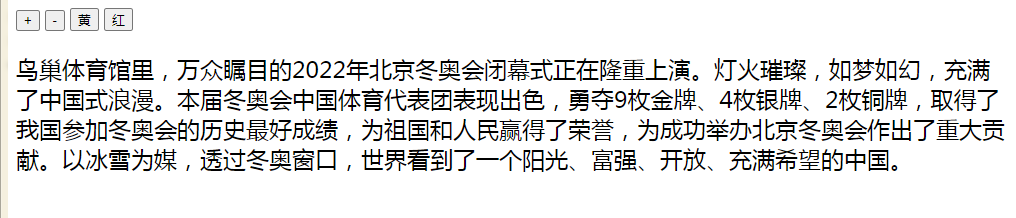 + - 黄 红
鸟巢体育馆里，万众瞩目的2022年北京冬奥会闭幕式正在隆重上演。灯火璀璨，如梦如幻，充满
了中国式浪漫。本届冬奥会中国体育代表团表现出色，勇夺9枚金牌、4枚银牌、2枚铜牌，取得了
我国参加冬奥会的历史最好成绩，为祖国和人民赢得了荣誉，为成功举办北京冬奥会作出了重大贡
献。以冰雪为媒，透过冬奥窗口，世界看到了一个阳光、富强、开放、充满希望的中国。